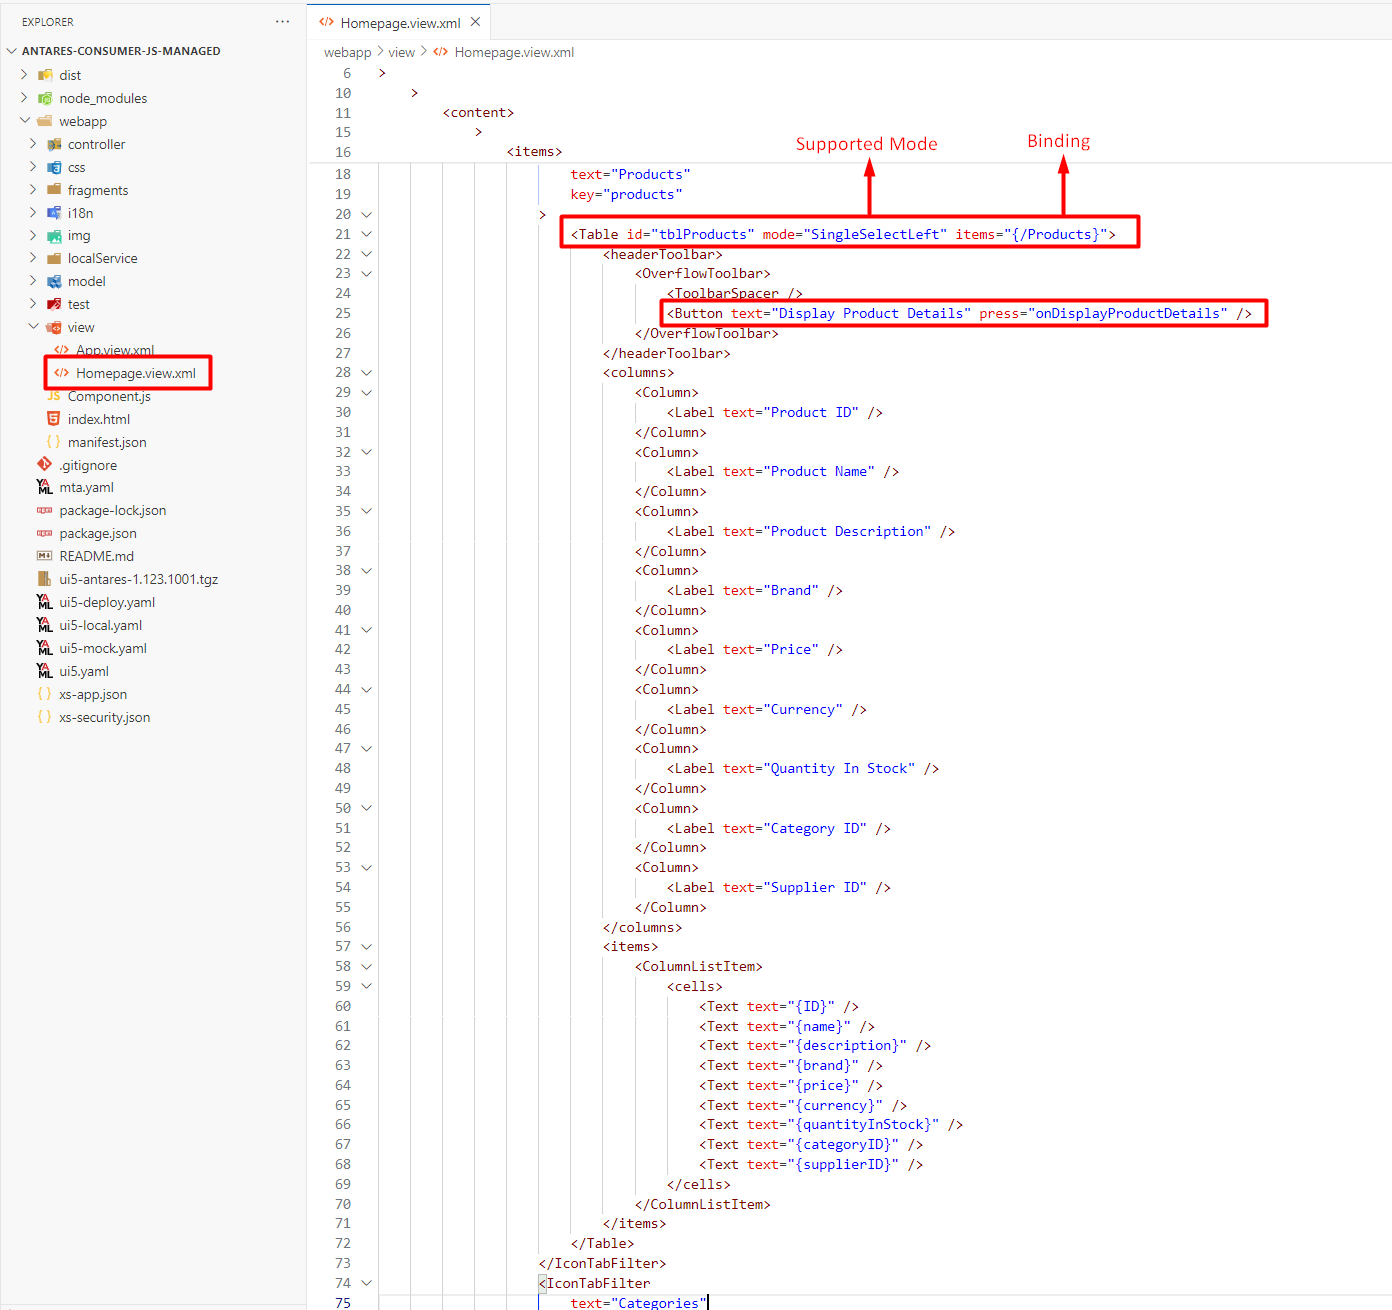 EXPLORER
ANTARES-CONSUMER-JS-MANAGED
dist
node_modules
webapp
controller
css
fragments
i18n
img
localService
model
test
view
App.view.xml
Homepage.view.xml
Component.js
index.html
manifest.json
.gitignore
mta.yaml
package-lock.json
package.json
README.md
ui5-antares-1.123.1001.tgz
ui5-deploy.yaml
ui5-local.yaml
ui5-mock.yaml
ui5.yaml
xs-app.json
xs-security.json
Homepage.view.xml
webapp > view > Homepage.view.xml
6 >
10 >
11 <content>
15 >
16 <items>
Supported Mode
Binding
18 text="Products"
19 key="products"
20 >
21 <Table id="tblProducts" mode="SingleSelectLeft" items="{/Products}">
22 <headerToolbar>
23 <OverflowToolbar>
24 <ToolbarSpacer />
25 <Button text="Display Product Details" press="onDisplayProductDetails" />
26 </OverflowToolbar>
27 </headerToolbar>
28 <columns>
29 <Column>
30 <Label text="Product ID" />
31 </Column>
32 <Column>
33 <Label text="Product Name" />
34 </Column>
35 <Column>
36 <Label text="Product Description" />
37 </Column>
38 <Column>
39 <Label text="Brand" />
40 </Column>
41 <Column>
42 <Label text="Price" />
43 </Column>
44 <Column>
45 <Label text="Currency" />
46 </Column>
47 <Column>
48 <Label text="Quantity In Stock" />
49 </Column>
50 <Column>
51 <Label text="Category ID" />
52 </Column>
53 <Column>
54 <Label text="Supplier ID" />
55 </Column>
56 </columns>
57 <items>
58 <ColumnListItem>
59 <cells>
60 <Text text="{ID}" />
61 <Text text="{name}" />
62 <Text text="{description}" />
63 <Text text="{brand}" />
64 <Text text="{price}" />
65 <Text text="{currency}" />
66 <Text text="{quantityInStock}" />
67 <Text text="{categoryID}" />
68 <Text text="{supplierID}" />
69 </cells>
70 </ColumnListItem>
71 </items>
72 </Table>
73 </IconTabFilter>
74 <IconTabFilter
75 text="Categories"